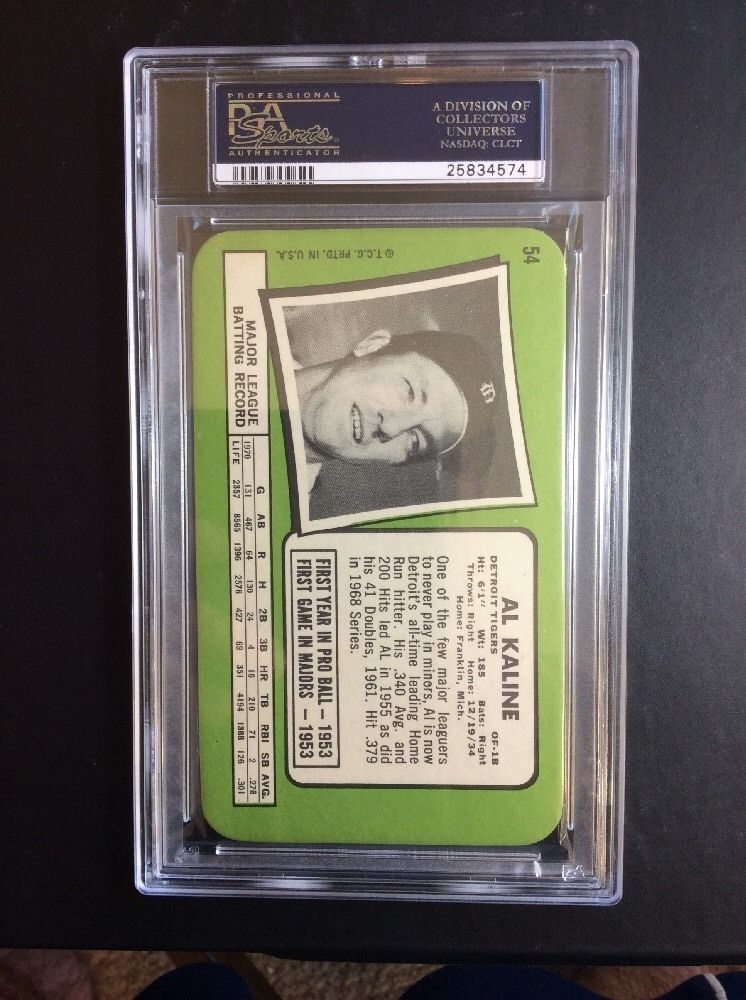 PROFESSIONAL
PSA
Sports
AUTHENTICATOR
A DIVISION OF
COLLECTORS
UNIVERSE
NASDAQ: CLCT
25834574
54
© T.C.G. PRTD. IN U.S.A.
AL KALINE OF-1B
DETROIT TIGERS
Ht: 6'1" Wt: 185 Bats: Right
Throws: Right Home: 12/19/34
Home: Franklin, Mich.
One of the few major leaguers
to never play in minors, Al is now
Detroit's all-time leading Home
Run hitter. His .340 Avg. and
200 Hits led AL in 1955 as did
his 41 Doubles, 1961. Hit .379
in 1968 Series.
FIRST YEAR IN PRO BALL — 1953
FIRST GAME IN MAJORS — 1953
MAJOR LEAGUE
BATTING RECORD
G AB R H 2B 3B HR TB RBI SB AVG.
1970 131 467 64 130 24 4 16 210 71 2 .278
LIFE 2357 8565 1396 2576 427 69 351 4194 1388 126 .301